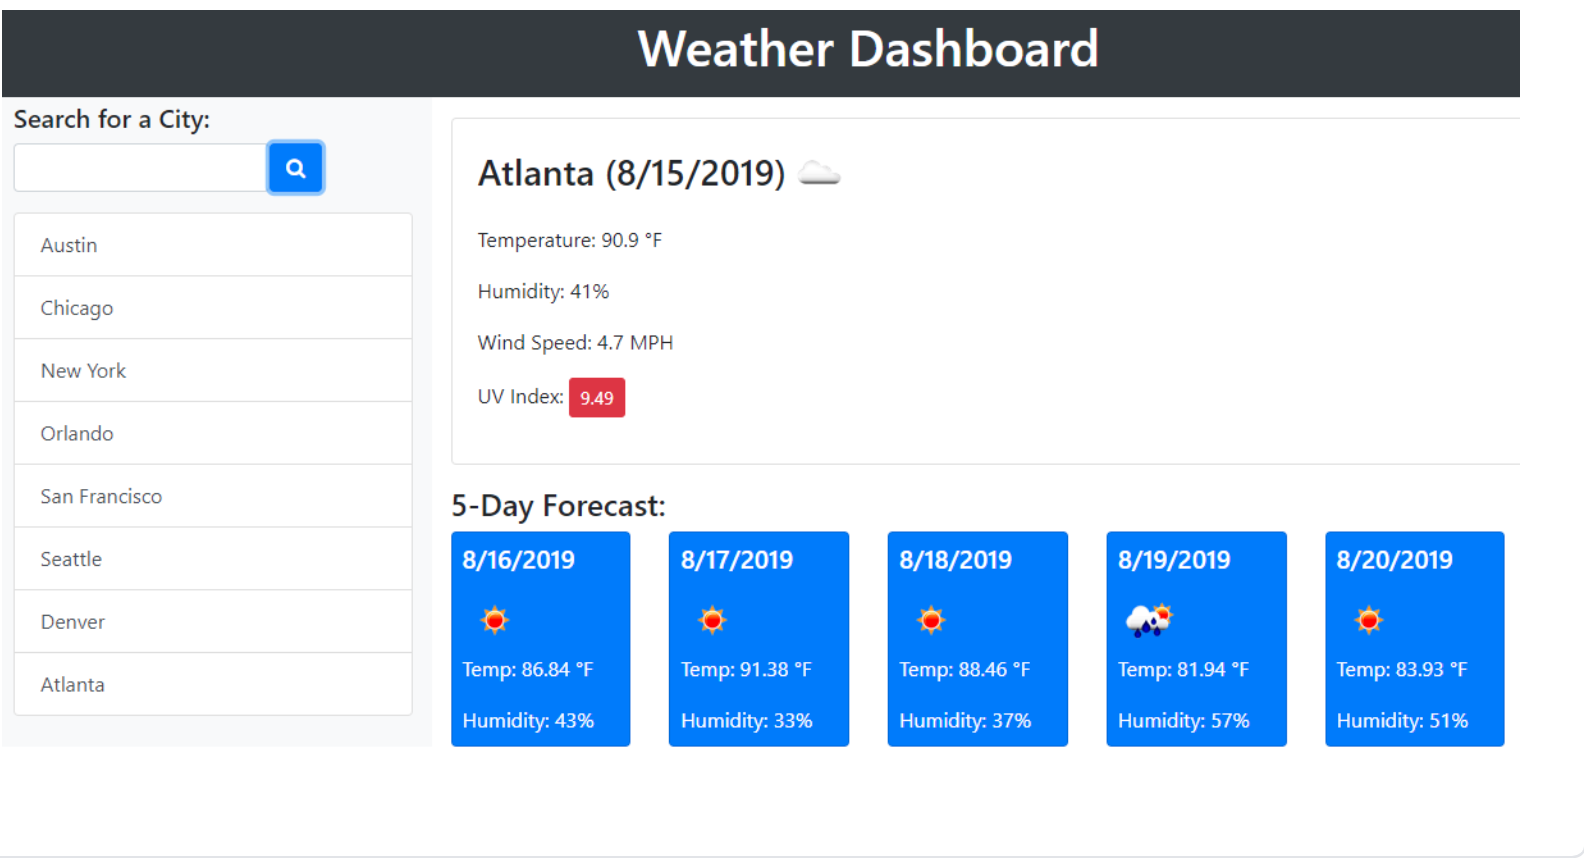 Weather Dashboard
Search for a City:
Austin
Chicago
New York
Orlando
San Francisco
Seattle
Denver
Atlanta
Atlanta (8/15/2019)
Temperature: 90.9 °F
Humidity: 41%
Wind Speed: 4.7 MPH
UV Index: 9.49
5-Day Forecast:
8/16/2019
Temp: 86.84 °F
Humidity: 43%
8/17/2019
Temp: 91.38 °F
Humidity: 33%
8/18/2019
Temp: 88.46 °F
Humidity: 37%
8/19/2019
Temp: 81.94 °F
Humidity: 57%
8/20/2019
Temp: 83.93 °F
Humidity: 51%